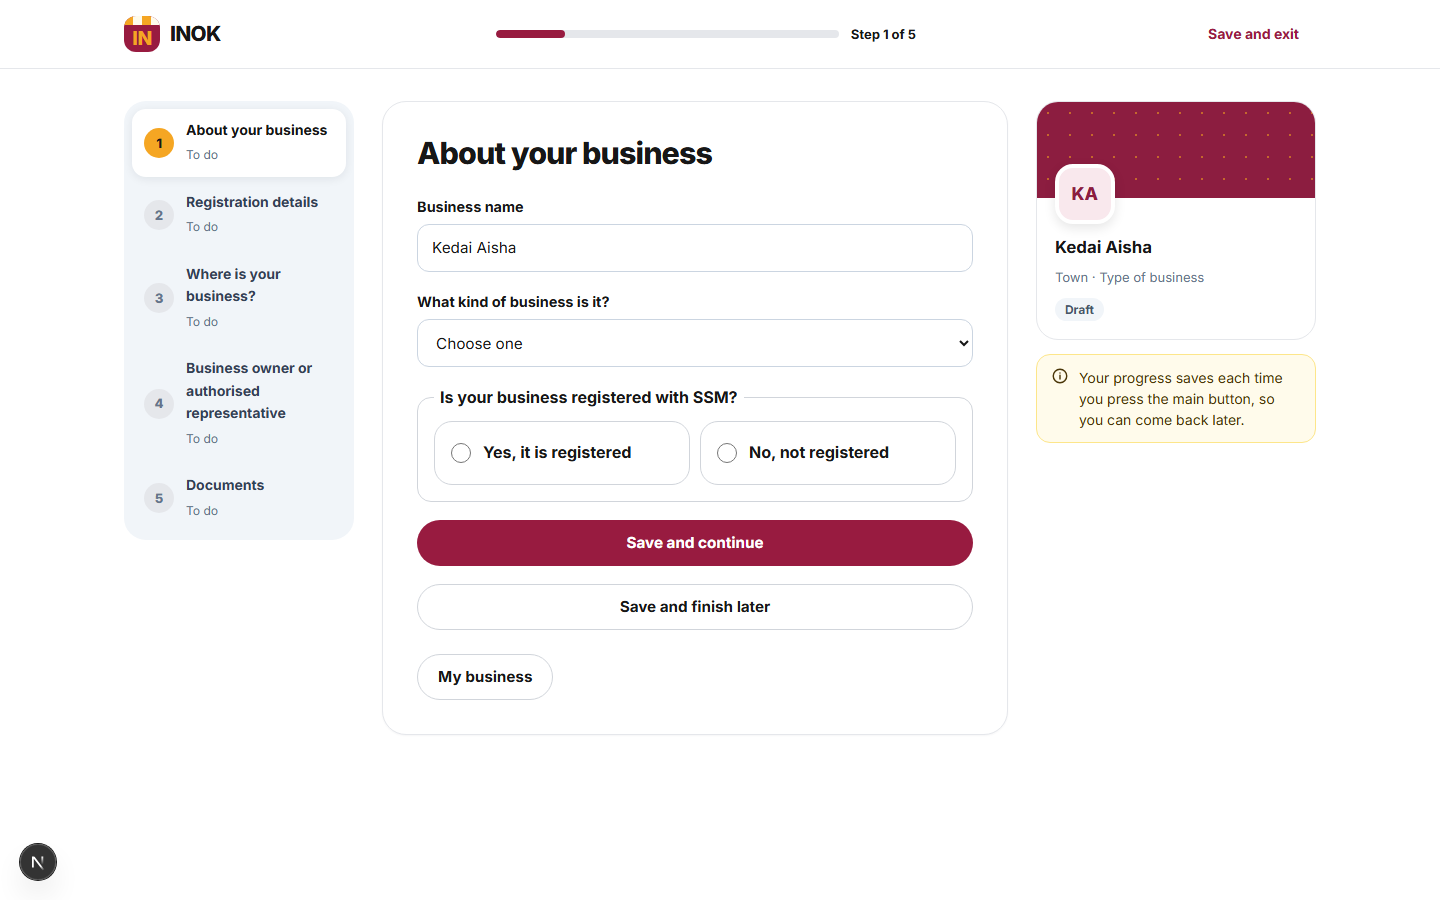 IN INOK
Step 1 of 5
Save and exit
1
About your business
To do
2
Registration details
To do
3
Where is your
business?
To do
4
Business owner or
authorised
representative
To do
5
Documents
To do
About your business
Business name
Kedai Aisha
What kind of business is it?
Choose one
Is your business registered with SSM?
Yes, it is registered
No, not registered
Save and continue
Save and finish later
My business
KA
Kedai Aisha
Town · Type of business
Draft
Your progress saves each time
you press the main button, so
you can come back later.
N